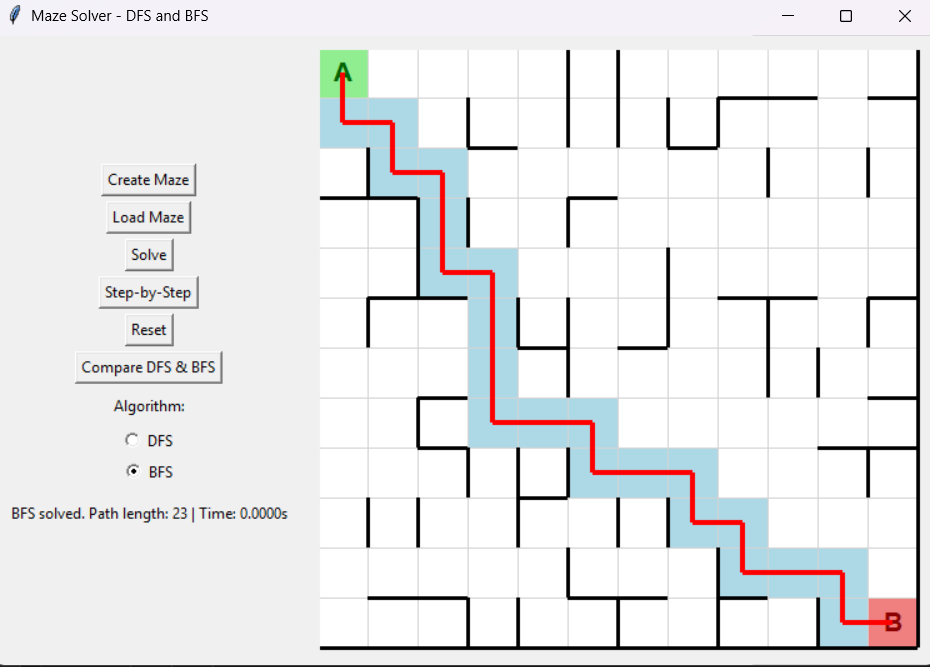 Maze Solver - DFS and BFS
A
Create Maze
Load Maze
Solve
Step-by-Step
Reset
Compare DFS & BFS
Algorithm:
DFS
BFS
BFS solved. Path length: 23 | Time: 0.0000s
B